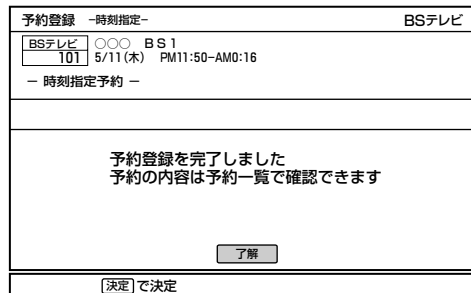 予約登録 −時刻指定− BSテレビ
BSテレビ ○○○ BS1
101 5/11(木) PM11:50−AM0:16
− 時刻指定予約 −
予約登録を完了しました
予約の内容は予約一覧で確認できます
了解
決定で決定